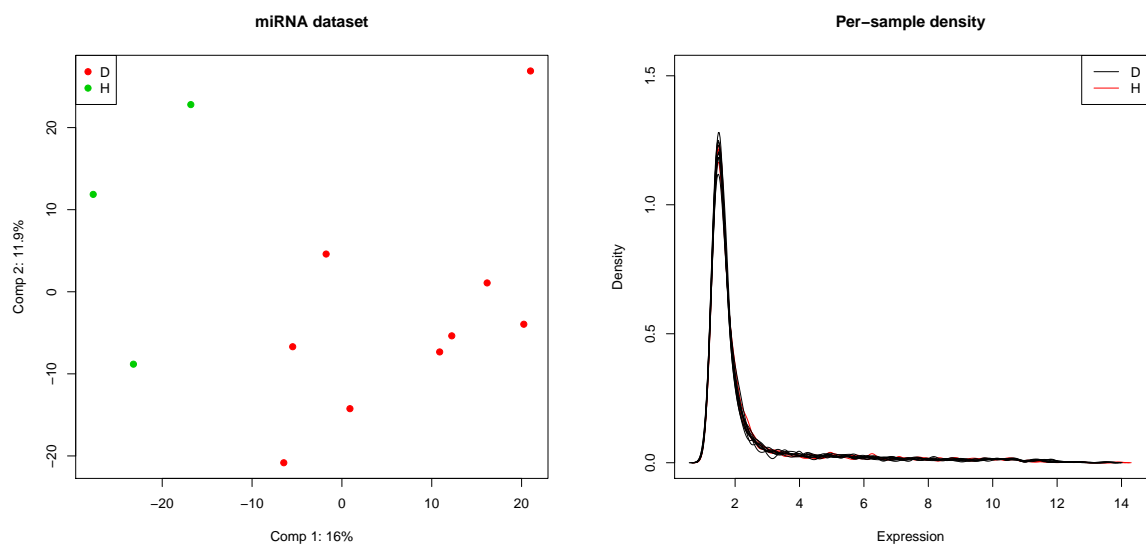 miRNA dataset
D
H
20
10
0
−10
−20
Comp 2: 11.9%
−20
−10
0
10
20
Comp 1: 16%
Per−sample density
D
H
1.5
1.0
0.5
0.0
Density
2
4
6
8
10
12
14
Expression